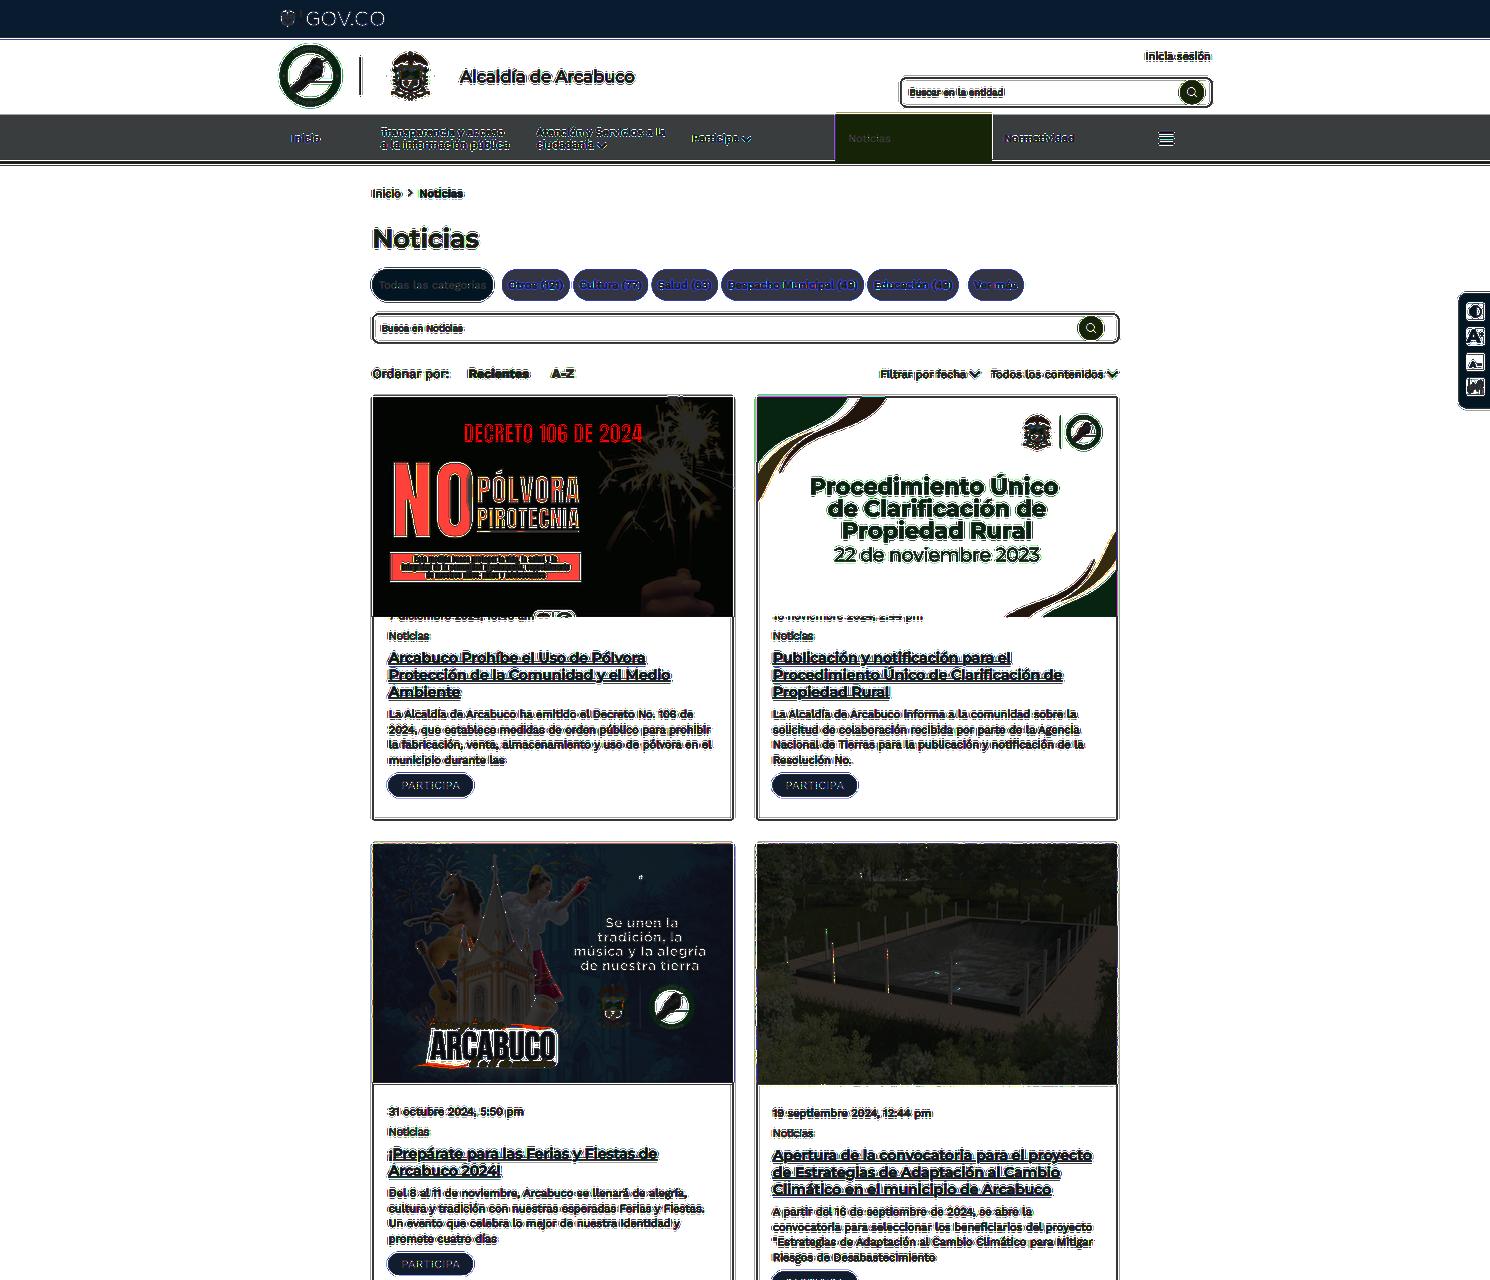 GOV.CO
Alcaldía de Arcabuco
Inicia sesión
Buscar en la entidad
Inicio
Transparencia y acceso
a la información pública
Atención y Servicios a la
Ciudadanía
Participa
Noticias
Normatividad
Inicio > Noticias
Noticias
Todas las categorías
Otros (121)
Cultura (77)
Salud (63)
Despacho Municipal (49)
Educación (49)
Ver más
Busca en Noticias
Ordenar por: Recientes A-Z
Filtrar por fecha
Todos los contenidos
DECRETO 106 DE 2024
NO PÓLVORA
PIROTECNIA
7 diciembre 2024, 10:40 am
Noticias
Arcabuco Prohíbe el Uso de Pólvora
Protección de la Comunidad y el Medio
Ambiente
La Alcaldía de Arcabuco ha emitido el Decreto No. 106 de
2024, que establece medidas de orden público para prohibir
la fabricación, venta, almacenamiento y uso de pólvora en el
municipio durante las
PARTICIPA
Procedimiento Único
de Clarificación de
Propiedad Rural
22 de noviembre 2023
noviembre 2024, 2:44 pm
Noticias
Publicación y notificación para el
Procedimiento Único de Clarificación de
Propiedad Rural
La Alcaldía de Arcabuco informa a la comunidad sobre la
solicitud de colaboración recibida por parte de la Agencia
Nacional de Tierras para la publicación y notificación de la
Resolución No.
PARTICIPA
Se unen la
tradición, la
música y la alegría
de nuestra tierra
ARCABUCO
31 octubre 2024, 5:50 pm
Noticias
¡Prepárate para las Ferias y Fiestas de
Arcabuco 2024!
Del 8 al 11 de noviembre, Arcabuco se llenará de alegría,
cultura y tradición con nuestras esperadas Ferias y Fiestas.
Un evento que celebra lo mejor de nuestra identidad y
promete cuatro días
PARTICIPA
19 septiembre 2024, 12:44 pm
Noticias
Apertura de la convocatoria para el proyecto
de Estrategias de Adaptación al Cambio
Climático en el municipio de Arcabuco
A partir del 16 de septiembre de 2024, se abre la
convocatoria para seleccionar los beneficiarios del proyecto
"Estrategias de Adaptación al Cambio Climático para Mitigar
Riesgos de Desabastecimiento